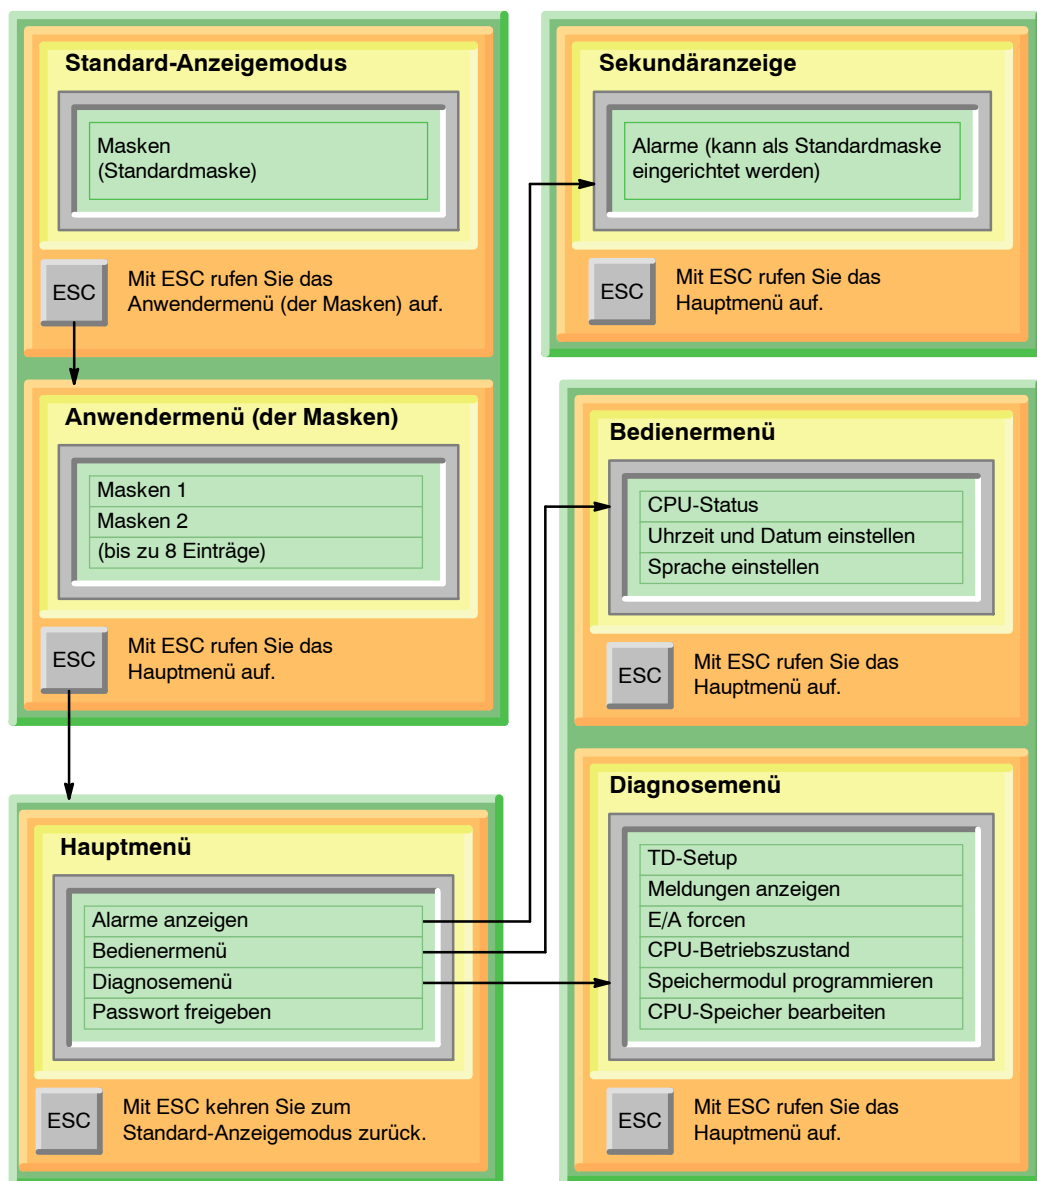 Standard-Anzeigemodus
Masken
(Standardmaske)
ESC
Mit ESC rufen Sie das
Anwendermenü (der Masken) auf.
Anwendermenü (der Masken)
Masken 1
Masken 2
(bis zu 8 Einträge)
ESC
Mit ESC rufen Sie das
Hauptmenü auf.
Hauptmenü
Alarme anzeigen
Bedienermenü
Diagnosemenü
Passwort freigeben
ESC
Mit ESC kehren Sie zum
Standard-Anzeigemodus zurück.
Sekundäranzeige
Alarme (kann als Standardmaske
eingerichtet werden)
ESC
Mit ESC rufen Sie das
Hauptmenü auf.
Bedienermenü
CPU-Status
Uhrzeit und Datum einstellen
Sprache einstellen
ESC
Mit ESC rufen Sie das
Hauptmenü auf.
Diagnosemenü
TD-Setup
Meldungen anzeigen
E/A forcen
CPU-Betriebszustand
Speichermodul programmieren
CPU-Speicher bearbeiten
ESC
Mit ESC rufen Sie das
Hauptmenü auf.